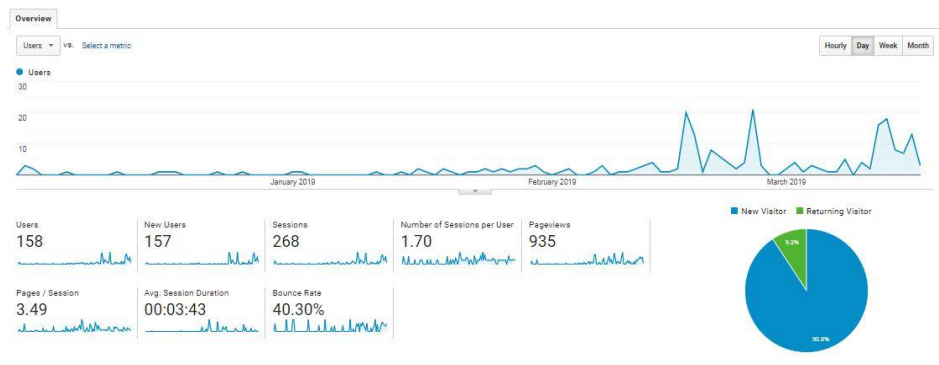 Overview
Users vs. Select a metric
Hourly Day Week Month
Users
30
20
10
January 2019 February 2019 March 2019
New Visitor Returning Visitor
Users New Users Sessions Number of Sessions per User Pageviews
158 157 268 1.70 935
Pages / Session Avg. Session Duration Bounce Rate
3.49 00:03:43 40.30%
9.2%
90.8%